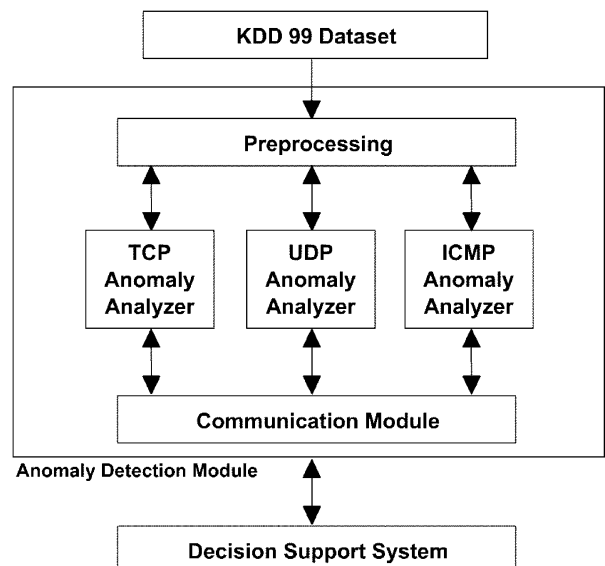 KDD 99 Dataset
Preprocessing
TCP
Anomaly
Analyzer
UDP
Anomaly
Analyzer
ICMP
Anomaly
Analyzer
Communication Module
Anomaly Detection Module
Decision Support System